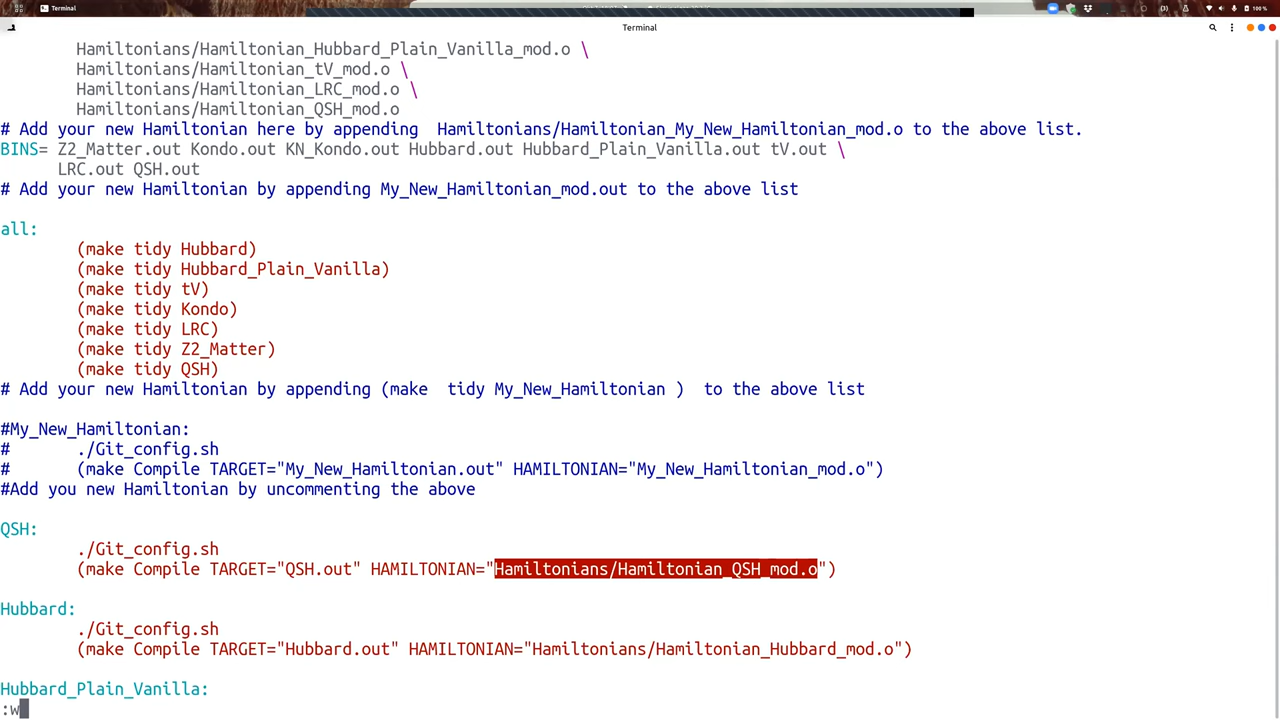 Terminal
(3)
100 %
Terminal
Hamiltonians/Hamiltonian_Hubbard_Plain_Vanilla_mod.o \
Hamiltonians/Hamiltonian_tV_mod.o \
Hamiltonians/Hamiltonian_LRC_mod.o \
Hamiltonians/Hamiltonian_QSH_mod.o
# Add your new Hamiltonian here by appending  Hamiltonians/Hamiltonian_My_New_Hamiltonian_mod.o to the above list.
BINS= Z2_Matter.out Kondo.out KN_Kondo.out Hubbard.out Hubbard_Plain_Vanilla.out tV.out \
LRC.out QSH.out
# Add your new Hamiltonian by appending My_New_Hamiltonian_mod.out to the above list
all:
(make tidy Hubbard)
(make tidy Hubbard_Plain_Vanilla)
(make tidy tV)
(make tidy Kondo)
(make tidy LRC)
(make tidy Z2_Matter)
(make tidy QSH)
# Add your new Hamiltonian by appending (make  tidy My_New_Hamiltonian )  to the above list
#My_New_Hamiltonian:
#       ./Git_config.sh
#       (make Compile TARGET="My_New_Hamiltonian.out" HAMILTONIAN="My_New_Hamiltonian_mod.o")
#Add you new Hamiltonian by uncommenting the above
QSH:
./Git_config.sh
(make Compile TARGET="QSH.out" HAMILTONIAN="Hamiltonians/Hamiltonian_QSH_mod.o")
Hubbard:
./Git_config.sh
(make Compile TARGET="Hubbard.out" HAMILTONIAN="Hamiltonians/Hamiltonian_Hubbard_mod.o")
Hubbard_Plain_Vanilla:
:w